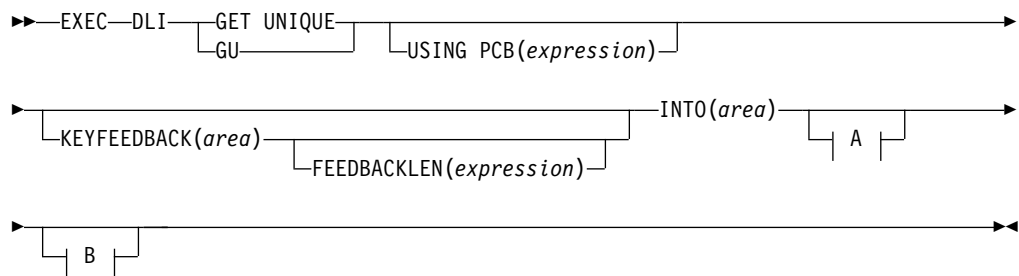 EXEC DLI GET UNIQUE
GU USING PCB(expression)
INTO(area)
KEYFEEDBACK(area) A
FEEDBACKLEN(expression)
B